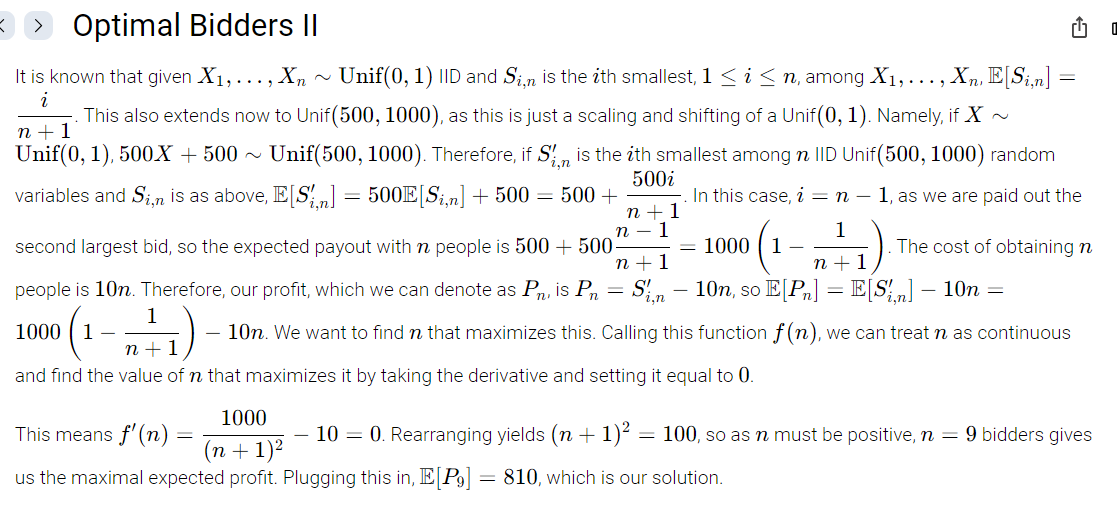 Optimal Bidders II
It is known that given $X_1, \ldots, X_n \sim \text{Unif}(0, 1)$ IID and $S_{i,n}$ is the $i$th smallest, $1 \leq i \leq n$, among $X_1, \ldots, X_n$, $\mathbb{E}[S_{i,n}] =$
$\frac{i}{n+1}$. This also extends now to Unif$(500, 1000)$, as this is just a scaling and shifting of a Unif$(0, 1)$. Namely, if $X \sim$
$\text{Unif}(0, 1)$, $500X + 500 \sim \text{Unif}(500, 1000)$. Therefore, if $S'_{i,n}$ is the $i$th smallest among $n$ IID Unif$(500, 1000)$ random
variables and $S_{i,n}$ is as above, $\mathbb{E}[S'_{i,n}] = 500\mathbb{E}[S_{i,n}] + 500 = 500 + \frac{500i}{n+1}$. In this case, $i = n - 1$, as we are paid out the
second largest bid, so the expected payout with $n$ people is $500 + 500\frac{n-1}{n+1} = 1000\left(1 - \frac{1}{n+1}\right)$. The cost of obtaining $n$
people is $10n$. Therefore, our profit, which we can denote as $P_n$, is $P_n = S'_{i,n} - 10n$, so $\mathbb{E}[P_n] = \mathbb{E}[S'_{i,n}] - 10n =$
$1000\left(1 - \frac{1}{n+1}\right) - 10n$. We want to find $n$ that maximizes this. Calling this function $f(n)$, we can treat $n$ as continuous
and find the value of $n$ that maximizes it by taking the derivative and setting it equal to $0$.
This means $f'(n) = \frac{1000}{(n+1)^2} - 10 = 0$. Rearranging yields $(n+1)^2 = 100$, so as $n$ must be positive, $n = 9$ bidders gives
us the maximal expected profit. Plugging this in, $\mathbb{E}[P_9] = 810$, which is our solution.